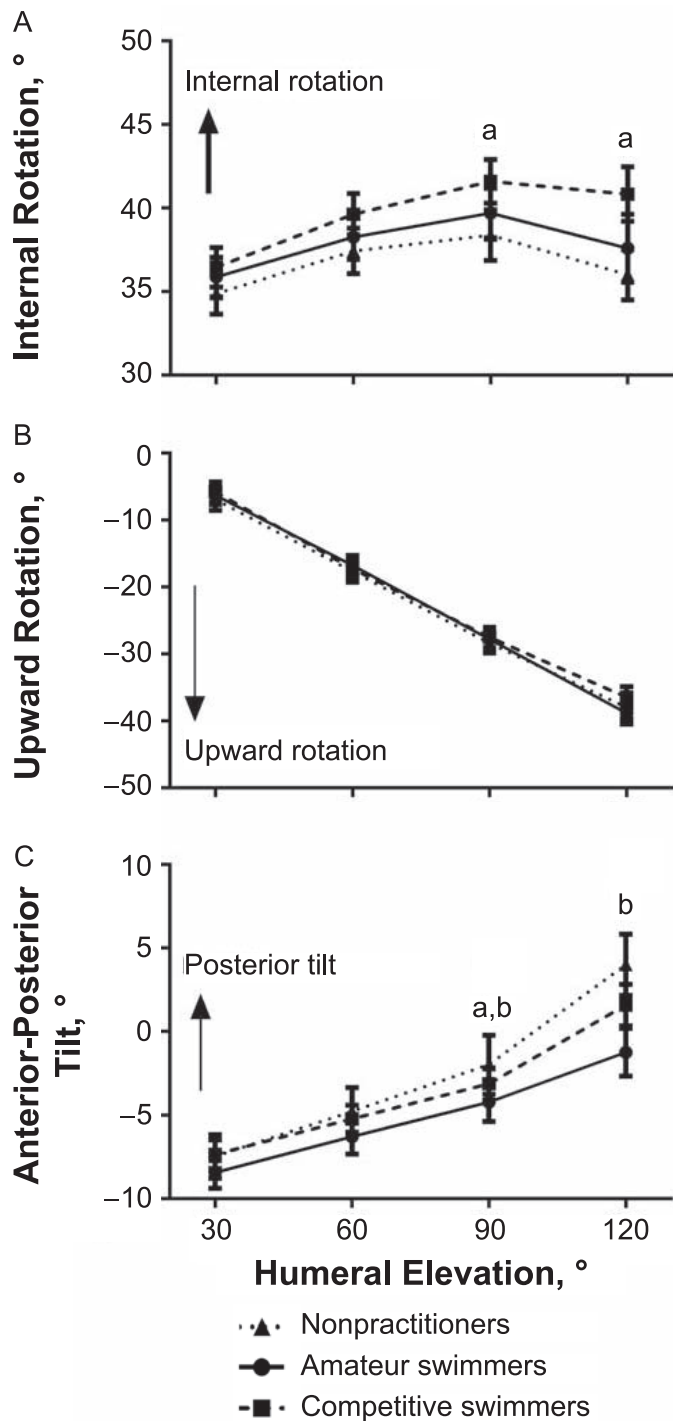 A
Internal Rotation, °
50
45
40
35
30
Internal rotation
a
a
B
Upward Rotation, °
0
–10
–20
–30
–40
–50
Upward rotation
C
Anterior-Posterior
Tilt, °
10
5
0
–5
–10
Posterior tilt
a,b
b
30 60 90 120
Humeral Elevation, °
Nonpractitioners
Amateur swimmers
Competitive swimmers